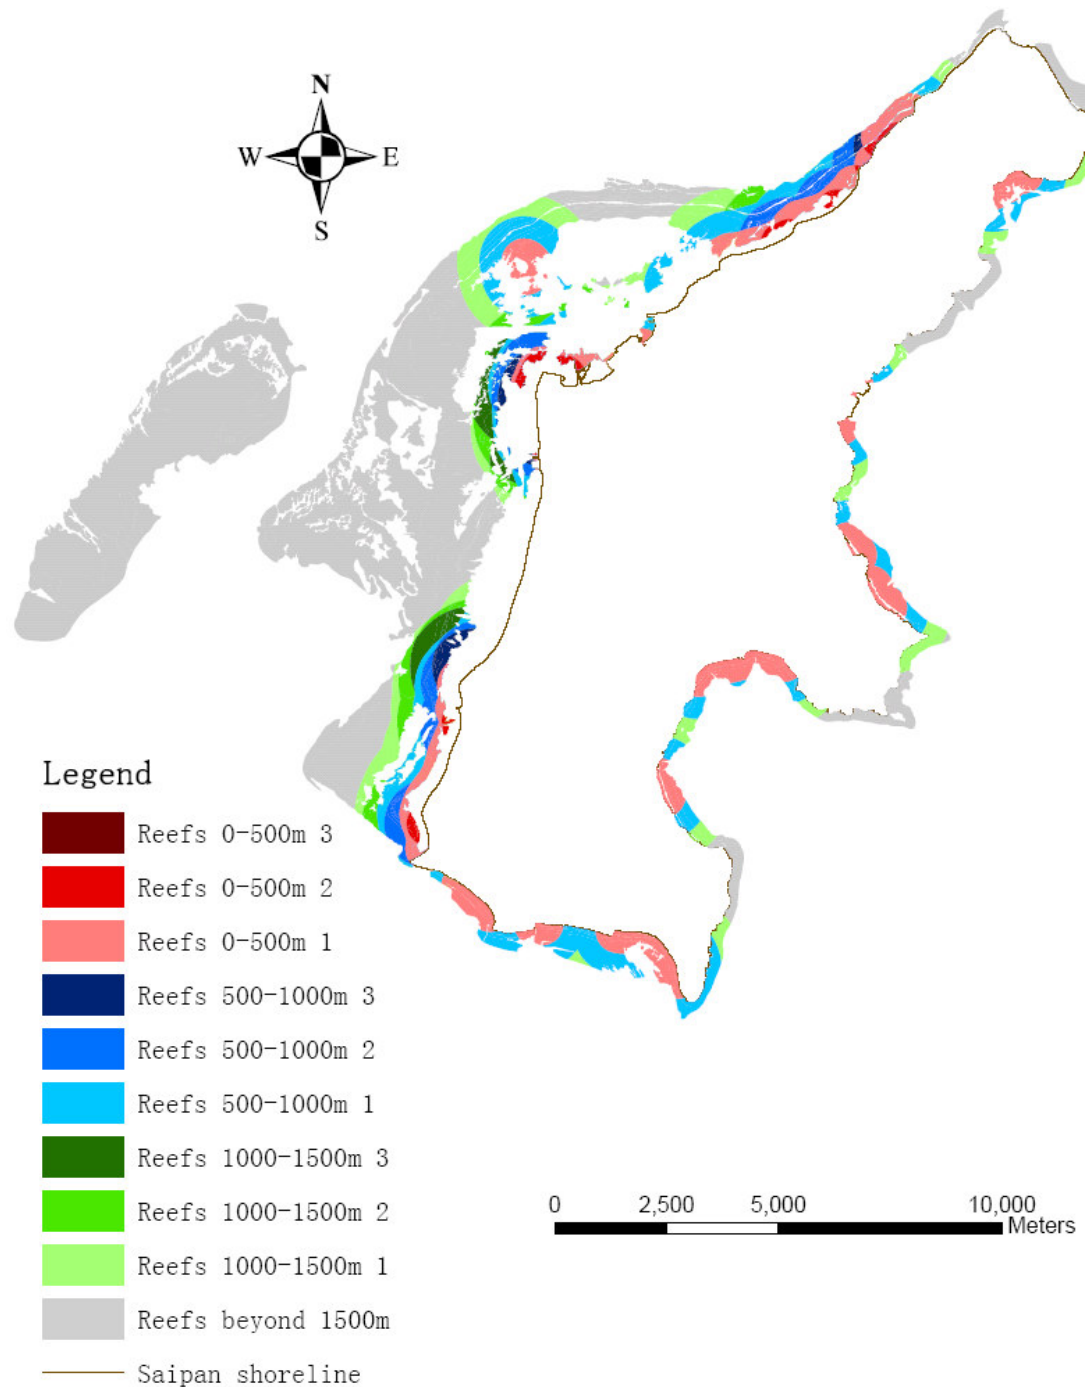 N
W E
S
Legend
Reefs 0-500m 3
Reefs 0-500m 2
Reefs 0-500m 1
Reefs 500-1000m 3
Reefs 500-1000m 2
Reefs 500-1000m 1
Reefs 1000-1500m 3
Reefs 1000-1500m 2
Reefs 1000-1500m 1
Reefs beyond 1500m
Saipan shoreline
0 2,500 5,000 10,000
Meters